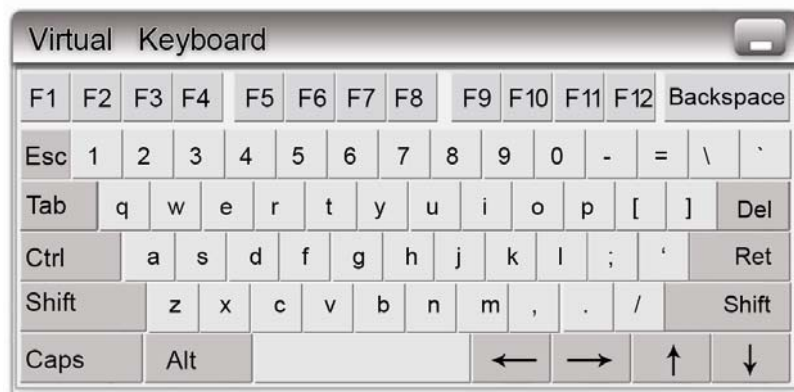 Virtual Keyboard
F1 F2 F3 F4 F5 F6 F7 F8 F9 F10 F11 F12 Backspace
Esc 1 2 3 4 5 6 7 8 9 0 - = \ `
Tab q w e r t y u i o p [ ] Del
Ctrl a s d f g h j k l ; ‘ Ret
Shift z x c v b n m , . / Shift
Caps Alt ← → ↑ ↓